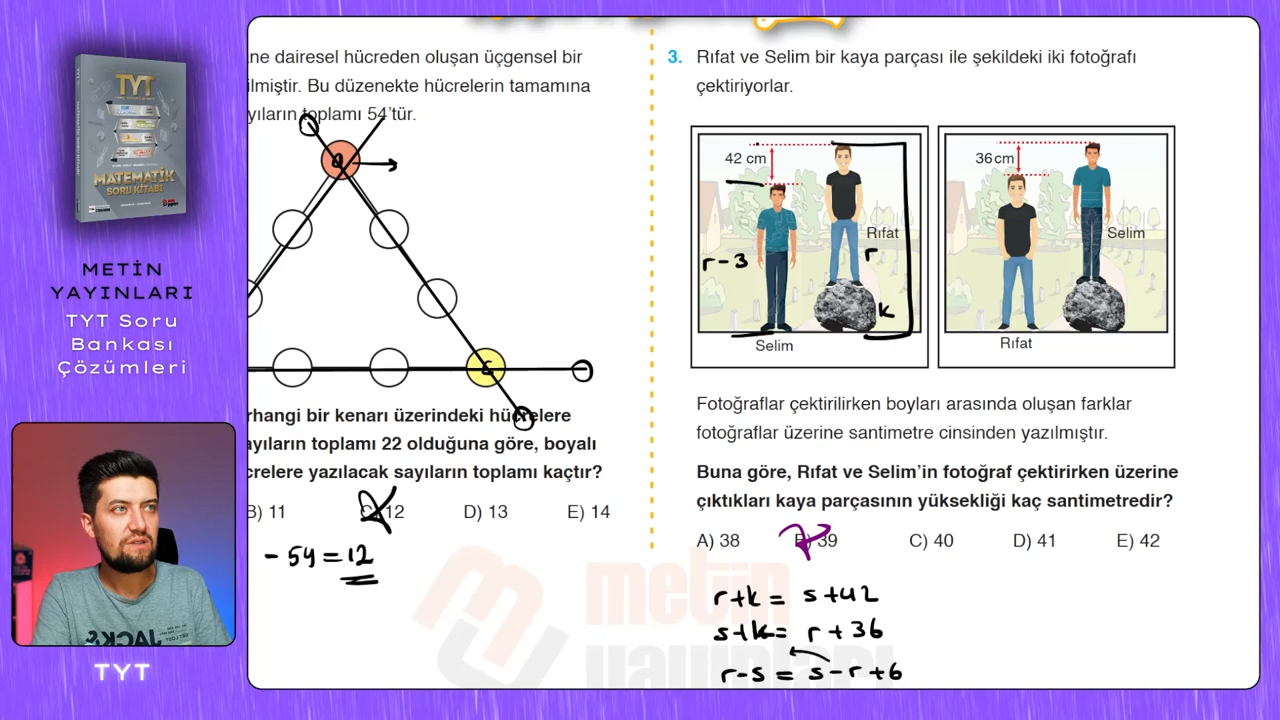 TYT
MATEMATİK
SORU KİTABI
METİN
YAYINLARI
TYT Soru
Bankası
Çözümleri
TYT
ne dairesel hücreden oluşan üçgensel bir
ilmiştir. Bu düzenekte hücrelerin tamamına
yıların toplamı 54'tür.
rhangi bir kenarı üzerindeki hücrelere
ayıların toplamı 22 olduğuna göre, boyalı
crelere yazılacak sayıların toplamı kaçtır?
B) 11 C) 12 D) 13 E) 14
- 54 = 12
3. Rıfat ve Selim bir kaya parçası ile şekildeki iki fotoğrafı
çektiriyorlar.
42 cm
Rıfat
r-3
r
k
Selim
36 cm
Selim
Rıfat
Fotoğraflar çektirilirken boyları arasında oluşan farklar
fotoğraflar üzerine santimetre cinsinden yazılmıştır.
Buna göre, Rıfat ve Selim'in fotoğraf çektirirken üzerine
çıktıkları kaya parçasının yüksekliği kaç santimetredir?
A) 38 B) 39 C) 40 D) 41 E) 42
r+k = s+42
s+k = r+36
r-s = s-r+6
metin
yayınları